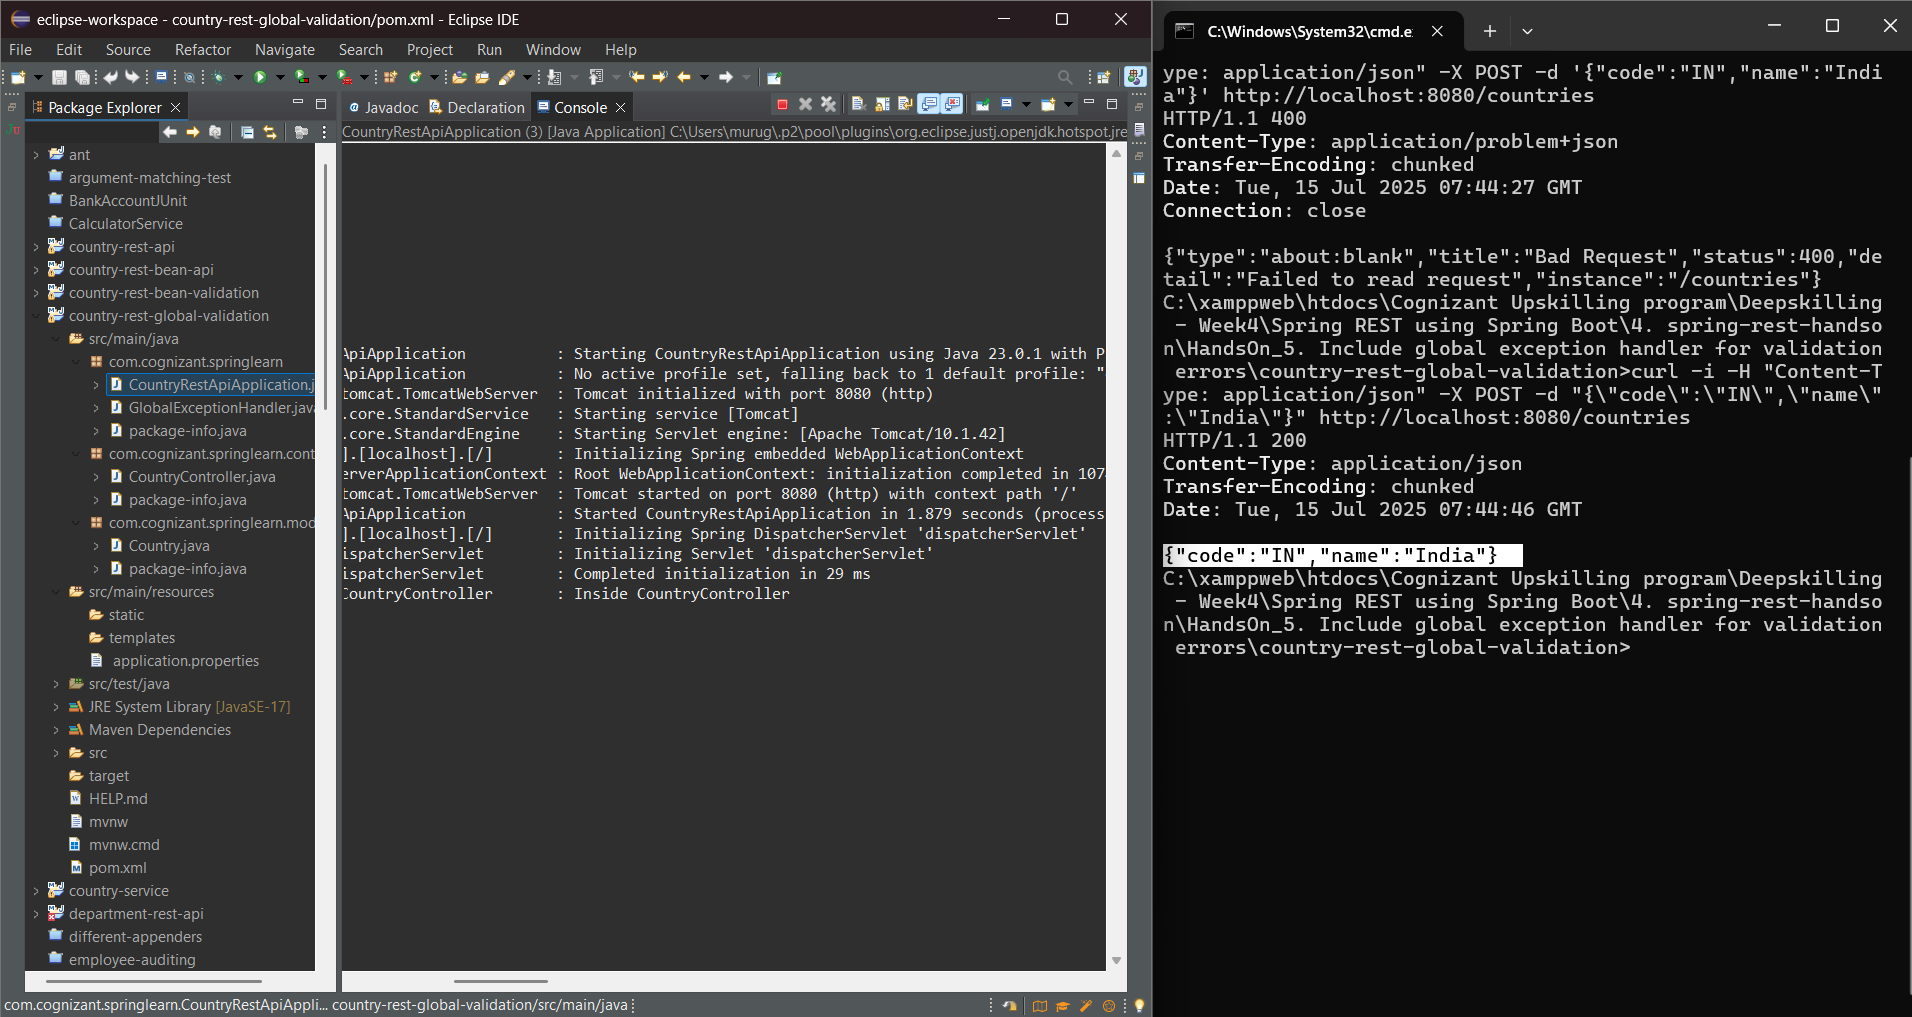 eclipse-workspace - country-rest-global-validation/pom.xml - Eclipse IDE
File Edit Source Refactor Navigate Search Project Run Window Help
Package Explorer
ant
argument-matching-test
BankAccountJUnit
CalculatorService
country-rest-api
country-rest-bean-api
country-rest-bean-validation
country-rest-global-validation
src/main/java
com.cognizant.springlearn
CountryRestApiApplication.j
GlobalExceptionHandler.java
package-info.java
com.cognizant.springlearn.cont
CountryController.java
package-info.java
com.cognizant.springlearn.mod
Country.java
package-info.java
src/main/resources
static
templates
application.properties
src/test/java
JRE System Library [JavaSE-17]
Maven Dependencies
src
target
HELP.md
mvnw
mvnw.cmd
pom.xml
country-service
department-rest-api
different-appenders
employee-auditing
Javadoc Declaration Console
CountryRestApiApplication (3) [Java Application] C:\Users\murug\.p2\pool\plugins\org.eclipse.justj.openjdk.hotspot.jre
ApiApplication : Starting CountryRestApiApplication using Java 23.0.1 with P
ApiApplication : No active profile set, falling back to 1 default profile: "
tomcat.TomcatWebServer : Tomcat initialized with port 8080 (http)
.core.StandardService : Starting service [Tomcat]
.core.StandardEngine : Starting Servlet engine: [Apache Tomcat/10.1.42]
].[localhost].[/] : Initializing Spring embedded WebApplicationContext
erverApplicationContext : Root WebApplicationContext: initialization completed in 107
tomcat.TomcatWebServer : Tomcat started on port 8080 (http) with context path '/'
ApiApplication : Started CountryRestApiApplication in 1.879 seconds (process
].[localhost].[/] : Initializing Spring DispatcherServlet 'dispatcherServlet'
ispatcherServlet : Initializing Servlet 'dispatcherServlet'
ispatcherServlet : Completed initialization in 29 ms
CountryController : Inside CountryController
com.cognizant.springlearn.CountryRestApiAppli... country-rest-global-validation/src/main/java
C:\Windows\System32\cmd.e
ype: application/json" -X POST -d '{"code":"IN","name":"Indi
a"}' http://localhost:8080/countries
HTTP/1.1 400
Content-Type: application/problem+json
Transfer-Encoding: chunked
Date: Tue, 15 Jul 2025 07:44:27 GMT
Connection: close
{"type":"about:blank","title":"Bad Request","status":400,"de
tail":"Failed to read request","instance":"/countries"}
C:\xamppweb\htdocs\Cognizant Upskilling program\Deepskilling
- Week4\Spring REST using Spring Boot\4. spring-rest-handso
n\HandsOn_5. Include global exception handler for validation
errors\country-rest-global-validation>curl -i -H "Content-T
ype: application/json" -X POST -d "{\"code\":\"IN\",\"name\"
:\"India\"}" http://localhost:8080/countries
HTTP/1.1 200
Content-Type: application/json
Transfer-Encoding: chunked
Date: Tue, 15 Jul 2025 07:44:46 GMT
{"code":"IN","name":"India"}
C:\xamppweb\htdocs\Cognizant Upskilling program\Deepskilling
- Week4\Spring REST using Spring Boot\4. spring-rest-handso
n\HandsOn_5. Include global exception handler for validation
errors\country-rest-global-validation>